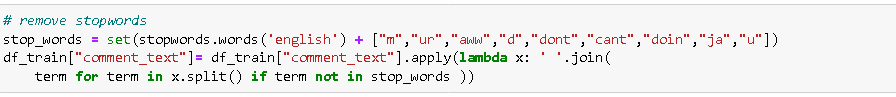 # remove stopwords
stop_words = set(stopwords.words('english') + ["m","ur","aww","d","dont","cant","doin","ja","u"])
df_train["comment_text"]= df_train["comment_text"].apply(lambda x: ' '.join(
    term for term in x.split() if term not in stop_words ))